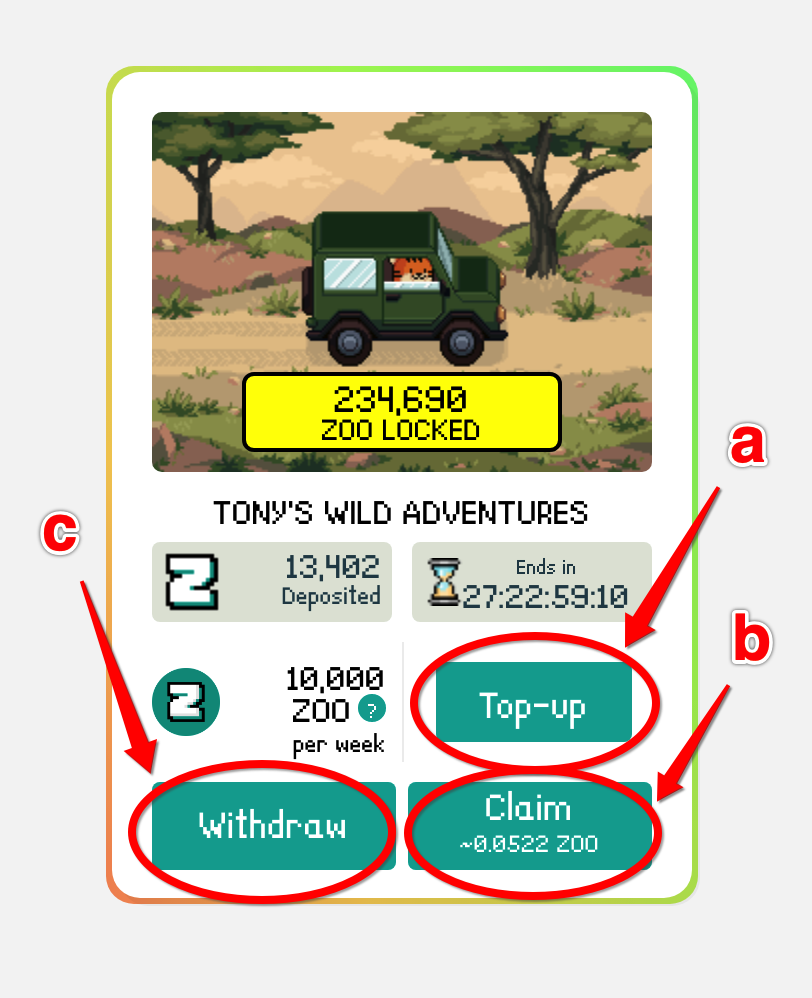 234,690
ZOO LOCKED
a
TONY'S WILD ADVENTURES
c
13,402
Deposited
Ends in
27:22:59:10
b
10,000
ZOO ?
per week
Top-up
Withdraw
Claim
~0.0522 ZOO